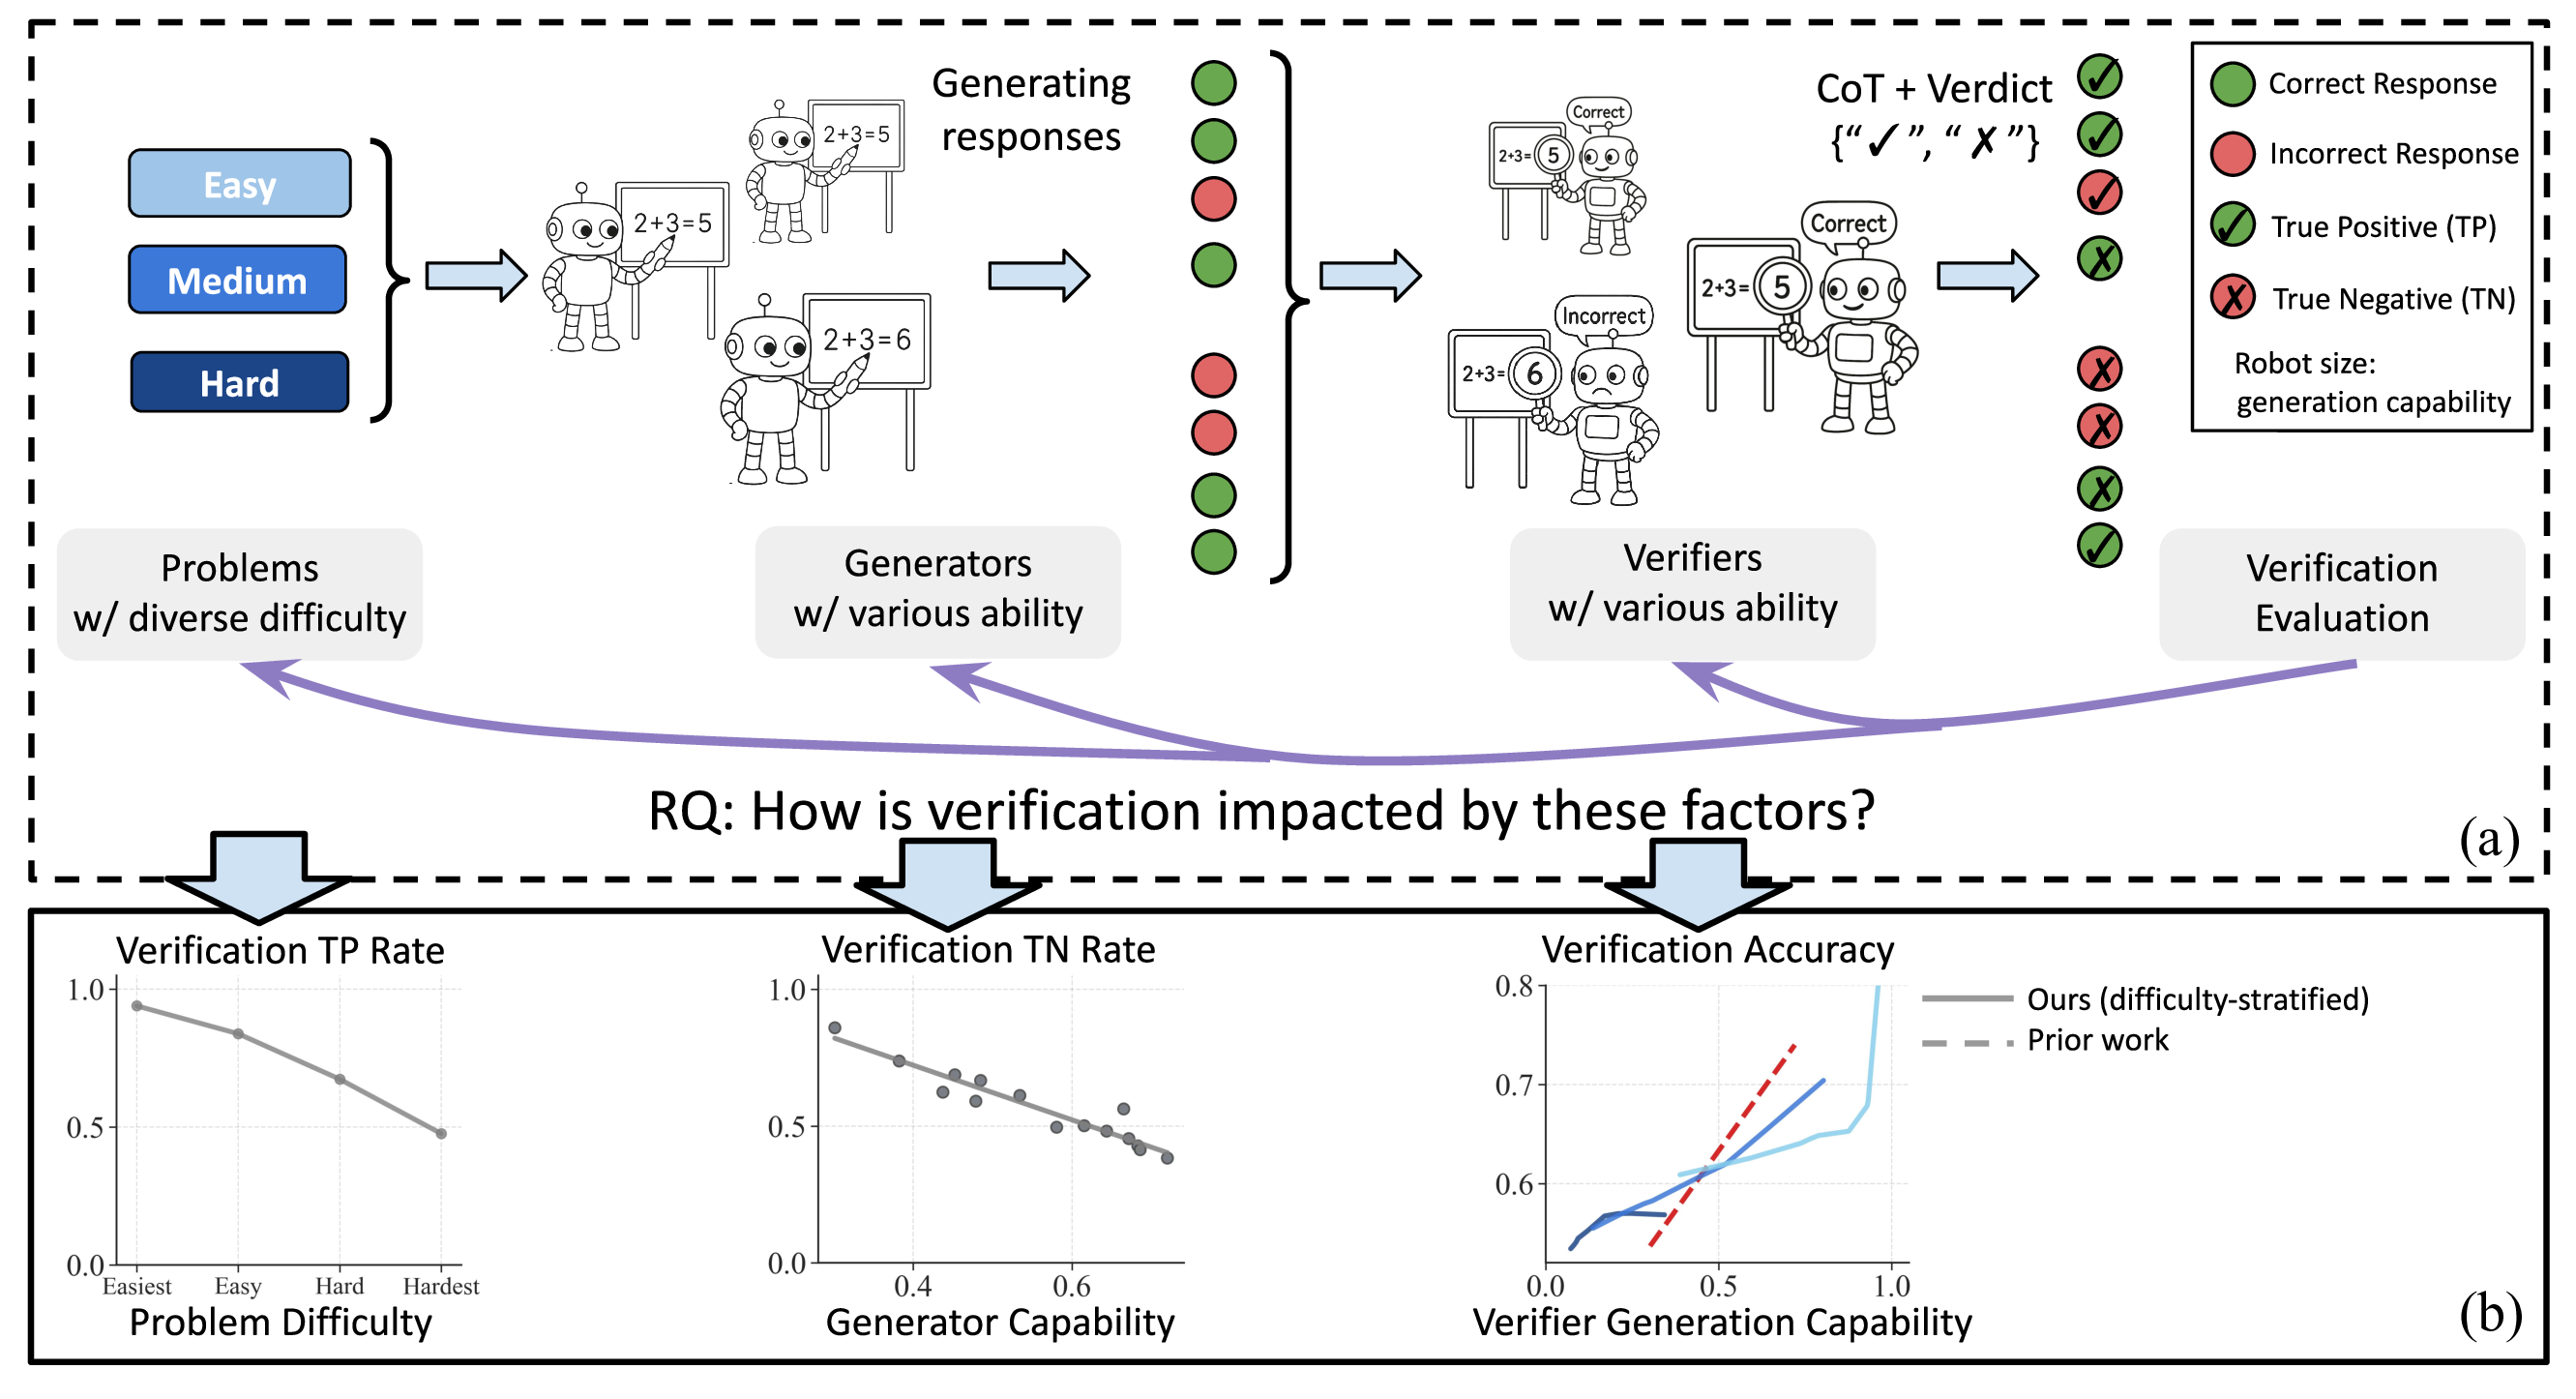 Easy
Medium
Hard
2+3=5
2+3=5
2+3=6
Generating
responses
Correct
2+3= 5
Correct
2+3= 5
Incorrect
2+3= 6
CoT + Verdict
{“✓”, “✗”}
Correct Response
Incorrect Response
True Positive (TP)
True Negative (TN)
Robot size:
generation capability
Problems
w/ diverse difficulty
Generators
w/ various ability
Verifiers
w/ various ability
Verification
Evaluation
RQ: How is verification impacted by these factors?
(a)
Verification TP Rate
1.0
0.5
0.0
Easiest Easy Hard Hardest
Problem Difficulty
Verification TN Rate
1.0
0.5
0.0
0.4 0.6
Generator Capability
Verification Accuracy
0.8
0.7
0.6
0.0 0.5 1.0
Verifier Generation Capability
Ours (difficulty-stratified)
Prior work
(b)